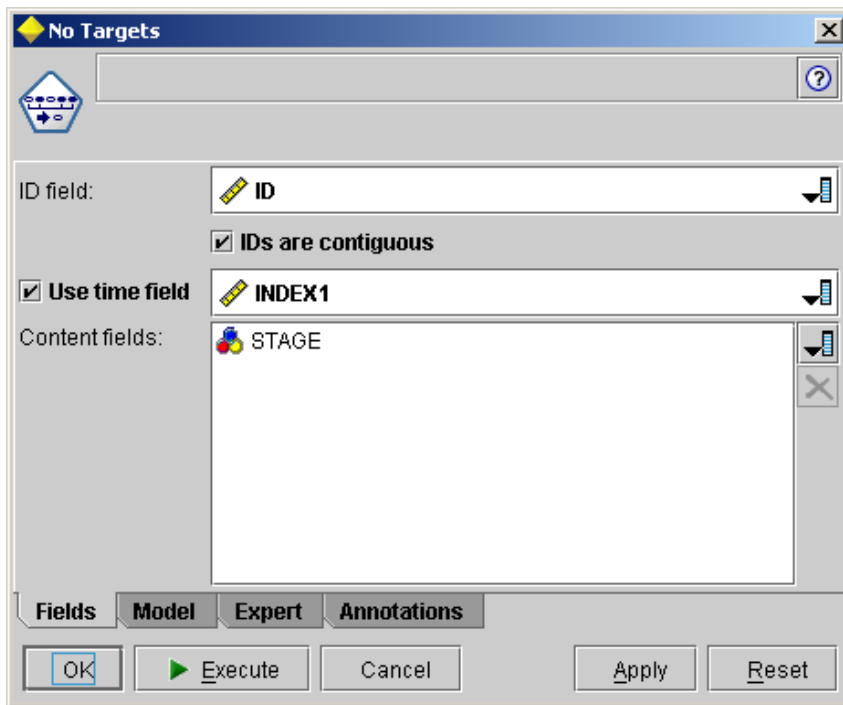 No Targets
ID field: ID
IDs are contiguous
Use time field INDEX1
Content fields: STAGE
Fields Model Expert Annotations
OK Execute Cancel Apply Reset